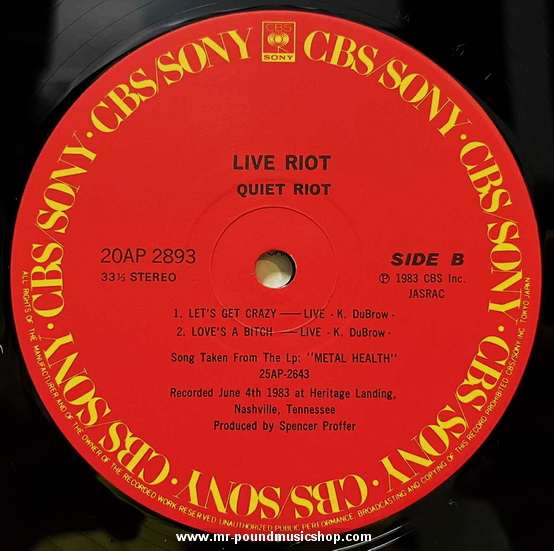 CBS/SONY · CBS/SONY · CBS/SONY · CBS/SONY · CBS/SONY · CBS/SONY · CBS/SONY · CBS/SONY · CBS/SONY
CBS
SONY
LIVE RIOT
QUIET RIOT
20AP 2893
33⅓ STEREO
SIDE B
Ⓟ 1983 CBS Inc.
JASRAC
1. LET'S GET CRAZY ── LIVE - K. DuBrow -
2. LOVE'S A BITCH ── LIVE - K. DuBrow -
Song Taken From The Lp: "METAL HEALTH"
25AP-2643
Recorded June 4th 1983 at Heritage Landing,
Nashville, Tennessee
Produced by Spencer Proffer
ALL RIGHTS OF THE MANUFACTURER AND OF THE OWNER OF THE RECORDED WORK RESERVED. UNAUTHORIZED PUBLIC PERFORMANCE, BROADCASTING AND COPYING OF THIS RECORD PROHIBITED CBS/SONY INC. TOKYO JAPAN
www.mr-poundmusicshop.com